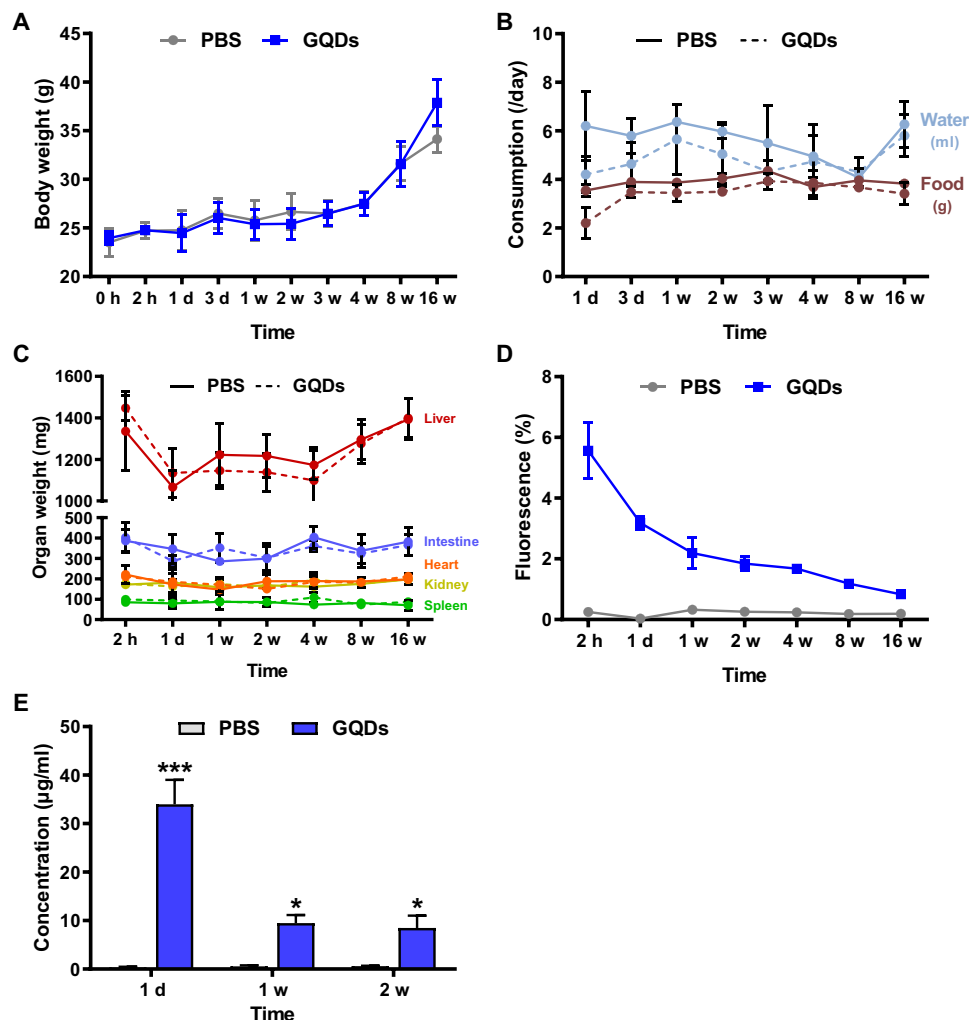 A
PBS GQDs
45
40
35
30
25
20
Body weight (g)
0 h 2 h 1 d 3 d 1 w 2 w 3 w 4 w 8 w 16 w
Time
B
PBS GQDs
10
8
6
4
2
0
Consumption (/day)
Water
(ml)
Food
(g)
1 d 3 d 1 w 2 w 3 w 4 w 8 w 16 w
Time
C
PBS GQDs
1600
1400
1200
1000
500
400
300
200
100
0
Organ weight (mg)
Liver
Intestine
Heart
Kidney
Spleen
2 h 1 d 1 w 2 w 4 w 8 w 16 w
Time
D
PBS GQDs
8
6
4
2
0
Fluorescence (%)
2 h 1 d 1 w 2 w 4 w 8 w 16 w
Time
E
PBS GQDs
50
40
30
20
10
0
Concentration (µg/ml)
***
*
*
1 d 1 w 2 w
Time